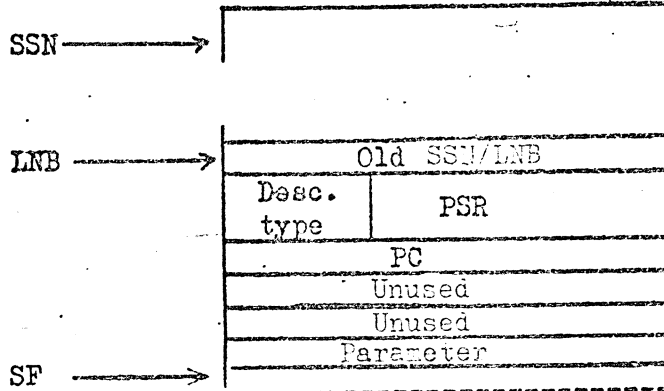 SSN
LNB
Old SSN/LNB
Desc.
type
PSR
PC
Unused
Unused
Parameter
SF